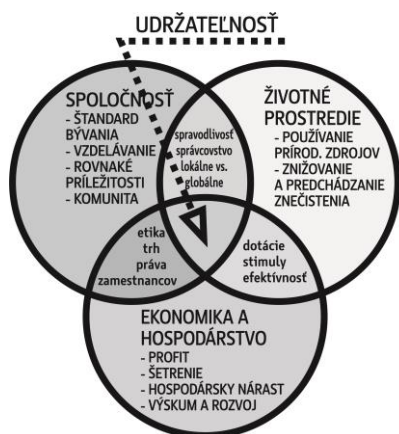 UDRŽATEĽNOSŤ
SPOLOČNOSŤ
- ŠTANDARD
BÝVANIA
- VZDELÁVANIE
- ROVNAKÉ
PRÍLEŽITOSTI
- KOMUNITA
spravodlivosť
správcovstvo
lokálne vs.
globálne
ŽIVOTNÉ
PROSTREDIE
- POUŽÍVANIE
PRÍROD. ZDROJOV
- ZNIŽOVANIE
A PREDCHÁDZANIE
ZNEČISTENIA
etika
trh
práva
zamestnancov
dotácie
stimuly
efektívnosť
EKONOMIKA A
HOSPODÁRSTVO
- PROFIT
- ŠETRENIE
- HOSPODÁRSKY NÁRAST
- VÝSKUM A ROZVOJ